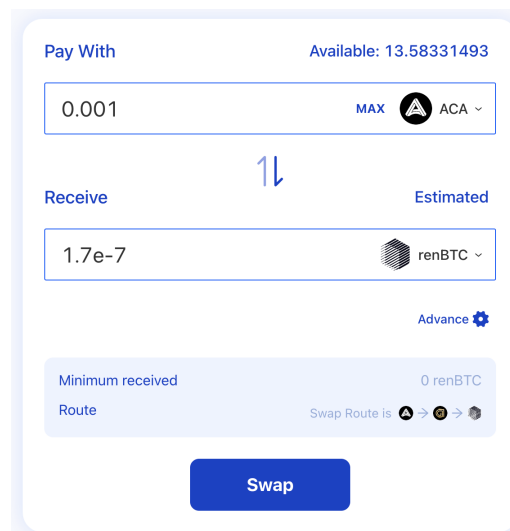 Pay With Available: 13.58331493
0.001 MAX ACA
Receive Estimated
1.7e-7 renBTC
Advance
Minimum received 0 renBTC
Route Swap Route is
Swap